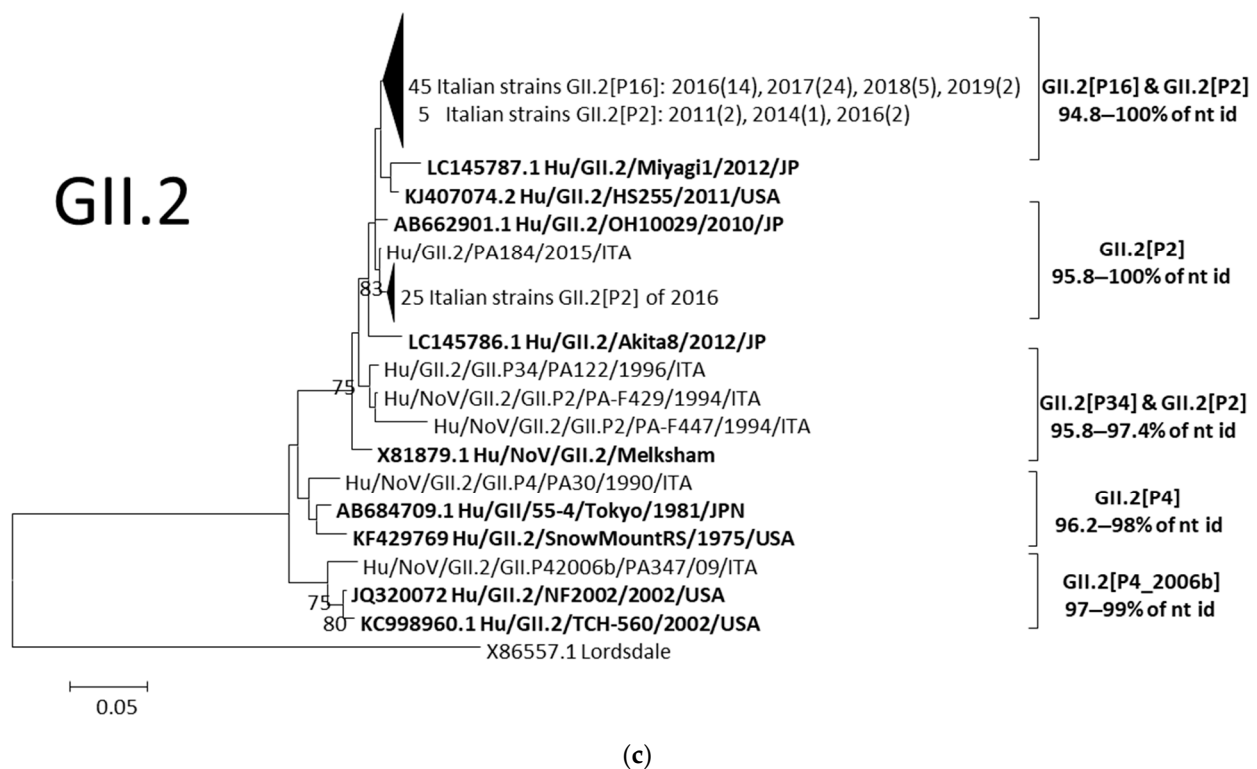 GII.2
45 Italian strains GII.2[P16]: 2016(14), 2017(24), 2018(5), 2019(2)
5 Italian strains GII.2[P2]: 2011(2), 2014(1), 2016(2)
GII.2[P16] & GII.2[P2]
94.8–100% of nt id
LC145787.1 Hu/GII.2/Miyagi1/2012/JP
KJ407074.2 Hu/GII.2/HS255/2011/USA
AB662901.1 Hu/GII.2/OH10029/2010/JP
Hu/GII.2/PA184/2015/ITA
83
25 Italian strains GII.2[P2] of 2016
GII.2[P2]
95.8–100% of nt id
LC145786.1 Hu/GII.2/Akita8/2012/JP
Hu/GII.2/GII.P34/PA122/1996/ITA
75
Hu/NoV/GII.2/GII.P2/PA-F429/1994/ITA
Hu/NoV/GII.2/GII.P2/PA-F447/1994/ITA
X81879.1 Hu/NoV/GII.2/Melksham
GII.2[P34] & GII.2[P2]
95.8–97.4% of nt id
Hu/NoV/GII.2/GII.P4/PA30/1990/ITA
AB684709.1 Hu/GII/55-4/Tokyo/1981/JPN
KF429769 Hu/GII.2/SnowMountRS/1975/USA
GII.2[P4]
96.2–98% of nt id
Hu/NoV/GII.2/GII.P42006b/PA347/09/ITA
JQ320072 Hu/GII.2/NF2002/2002/USA
75
80
KC998960.1 Hu/GII.2/TCH-560/2002/USA
GII.2[P4_2006b]
97–99% of nt id
X86557.1 Lordsdale
0.05
(c)